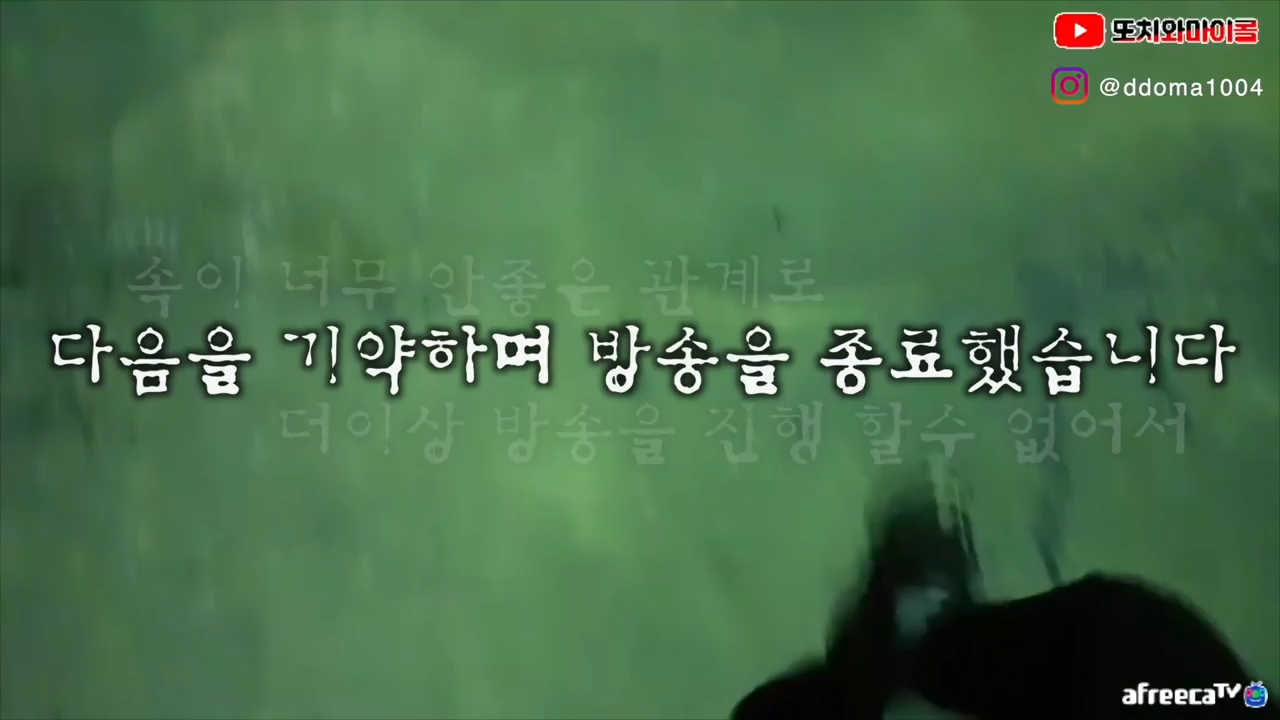 또치와마이콜
@ddoma1004
속이 너무 안좋은 관계로
다음을 기약하며 방송을 종료했습니다
더이상 방송을 진행 할수 없어서
afreecaTV